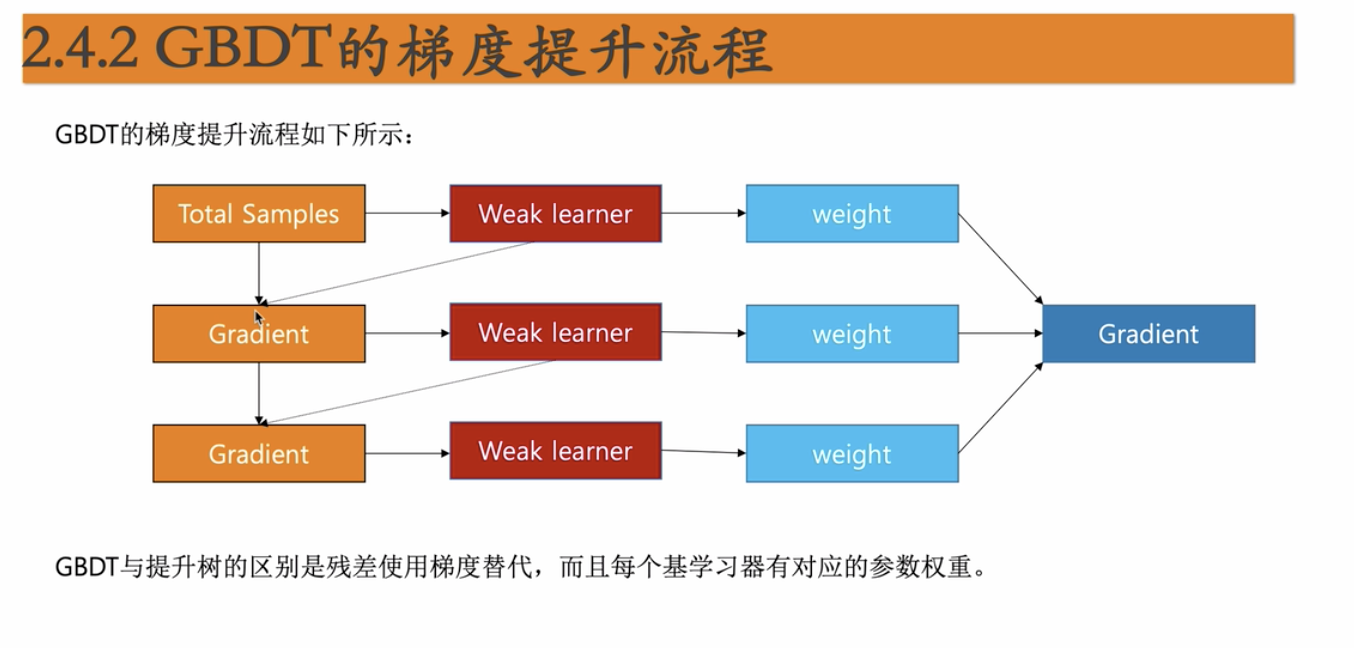 2.4.2 GBDT的梯度提升流程
GBDT的梯度提升流程如下所示：
Total Samples
Weak learner
weight
Gradient
Weak learner
weight
Gradient
Gradient
Weak learner
weight
GBDT与提升树的区别是残差使用梯度替代，而且每个基学习器有对应的参数权重。